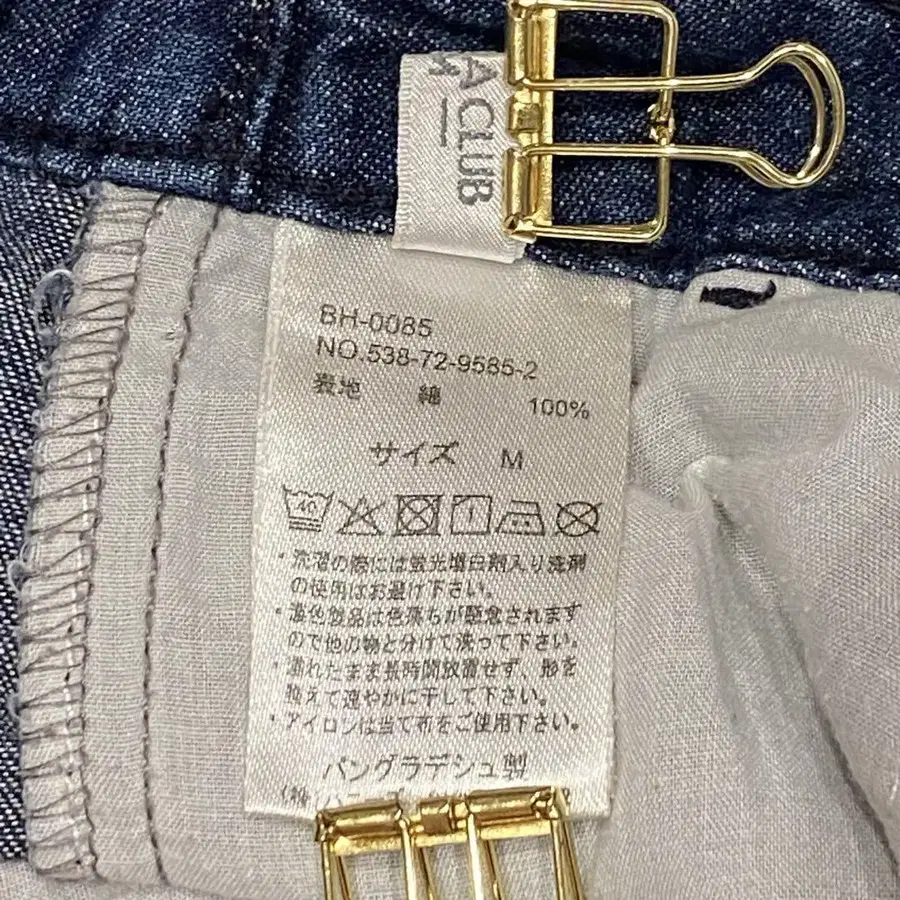 A CLUB
M
BH-0085
NO.538-72-9585-2
表地 綿 100%
サイズ M
40
・洗濯の際には蛍光増白剤入り洗剤
の使用はお避け下さい。
・濃色製品は色落ちが懸念されます
ので他の物と分けて洗って下さい。
・濡れたまま長時間放置せず、形を
整えて速やかに干して下さい。
・アイロンは当て布をご使用下さい。
バングラデシュ製